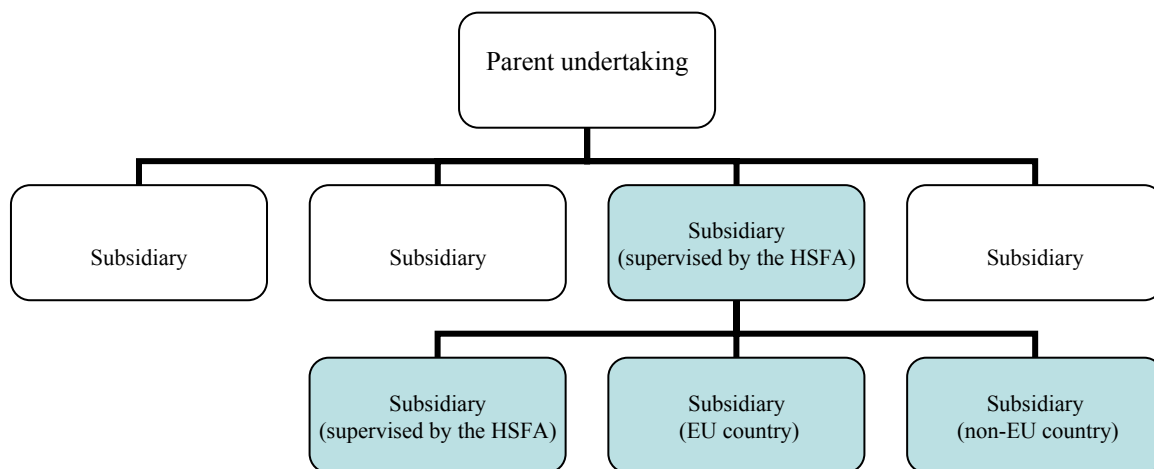 Parent undertaking
Subsidiary
Subsidiary
Subsidiary
(supervised by the HSFA)
Subsidiary
Subsidiary
(supervised by the HSFA)
Subsidiary
(EU country)
Subsidiary
(non-EU country)